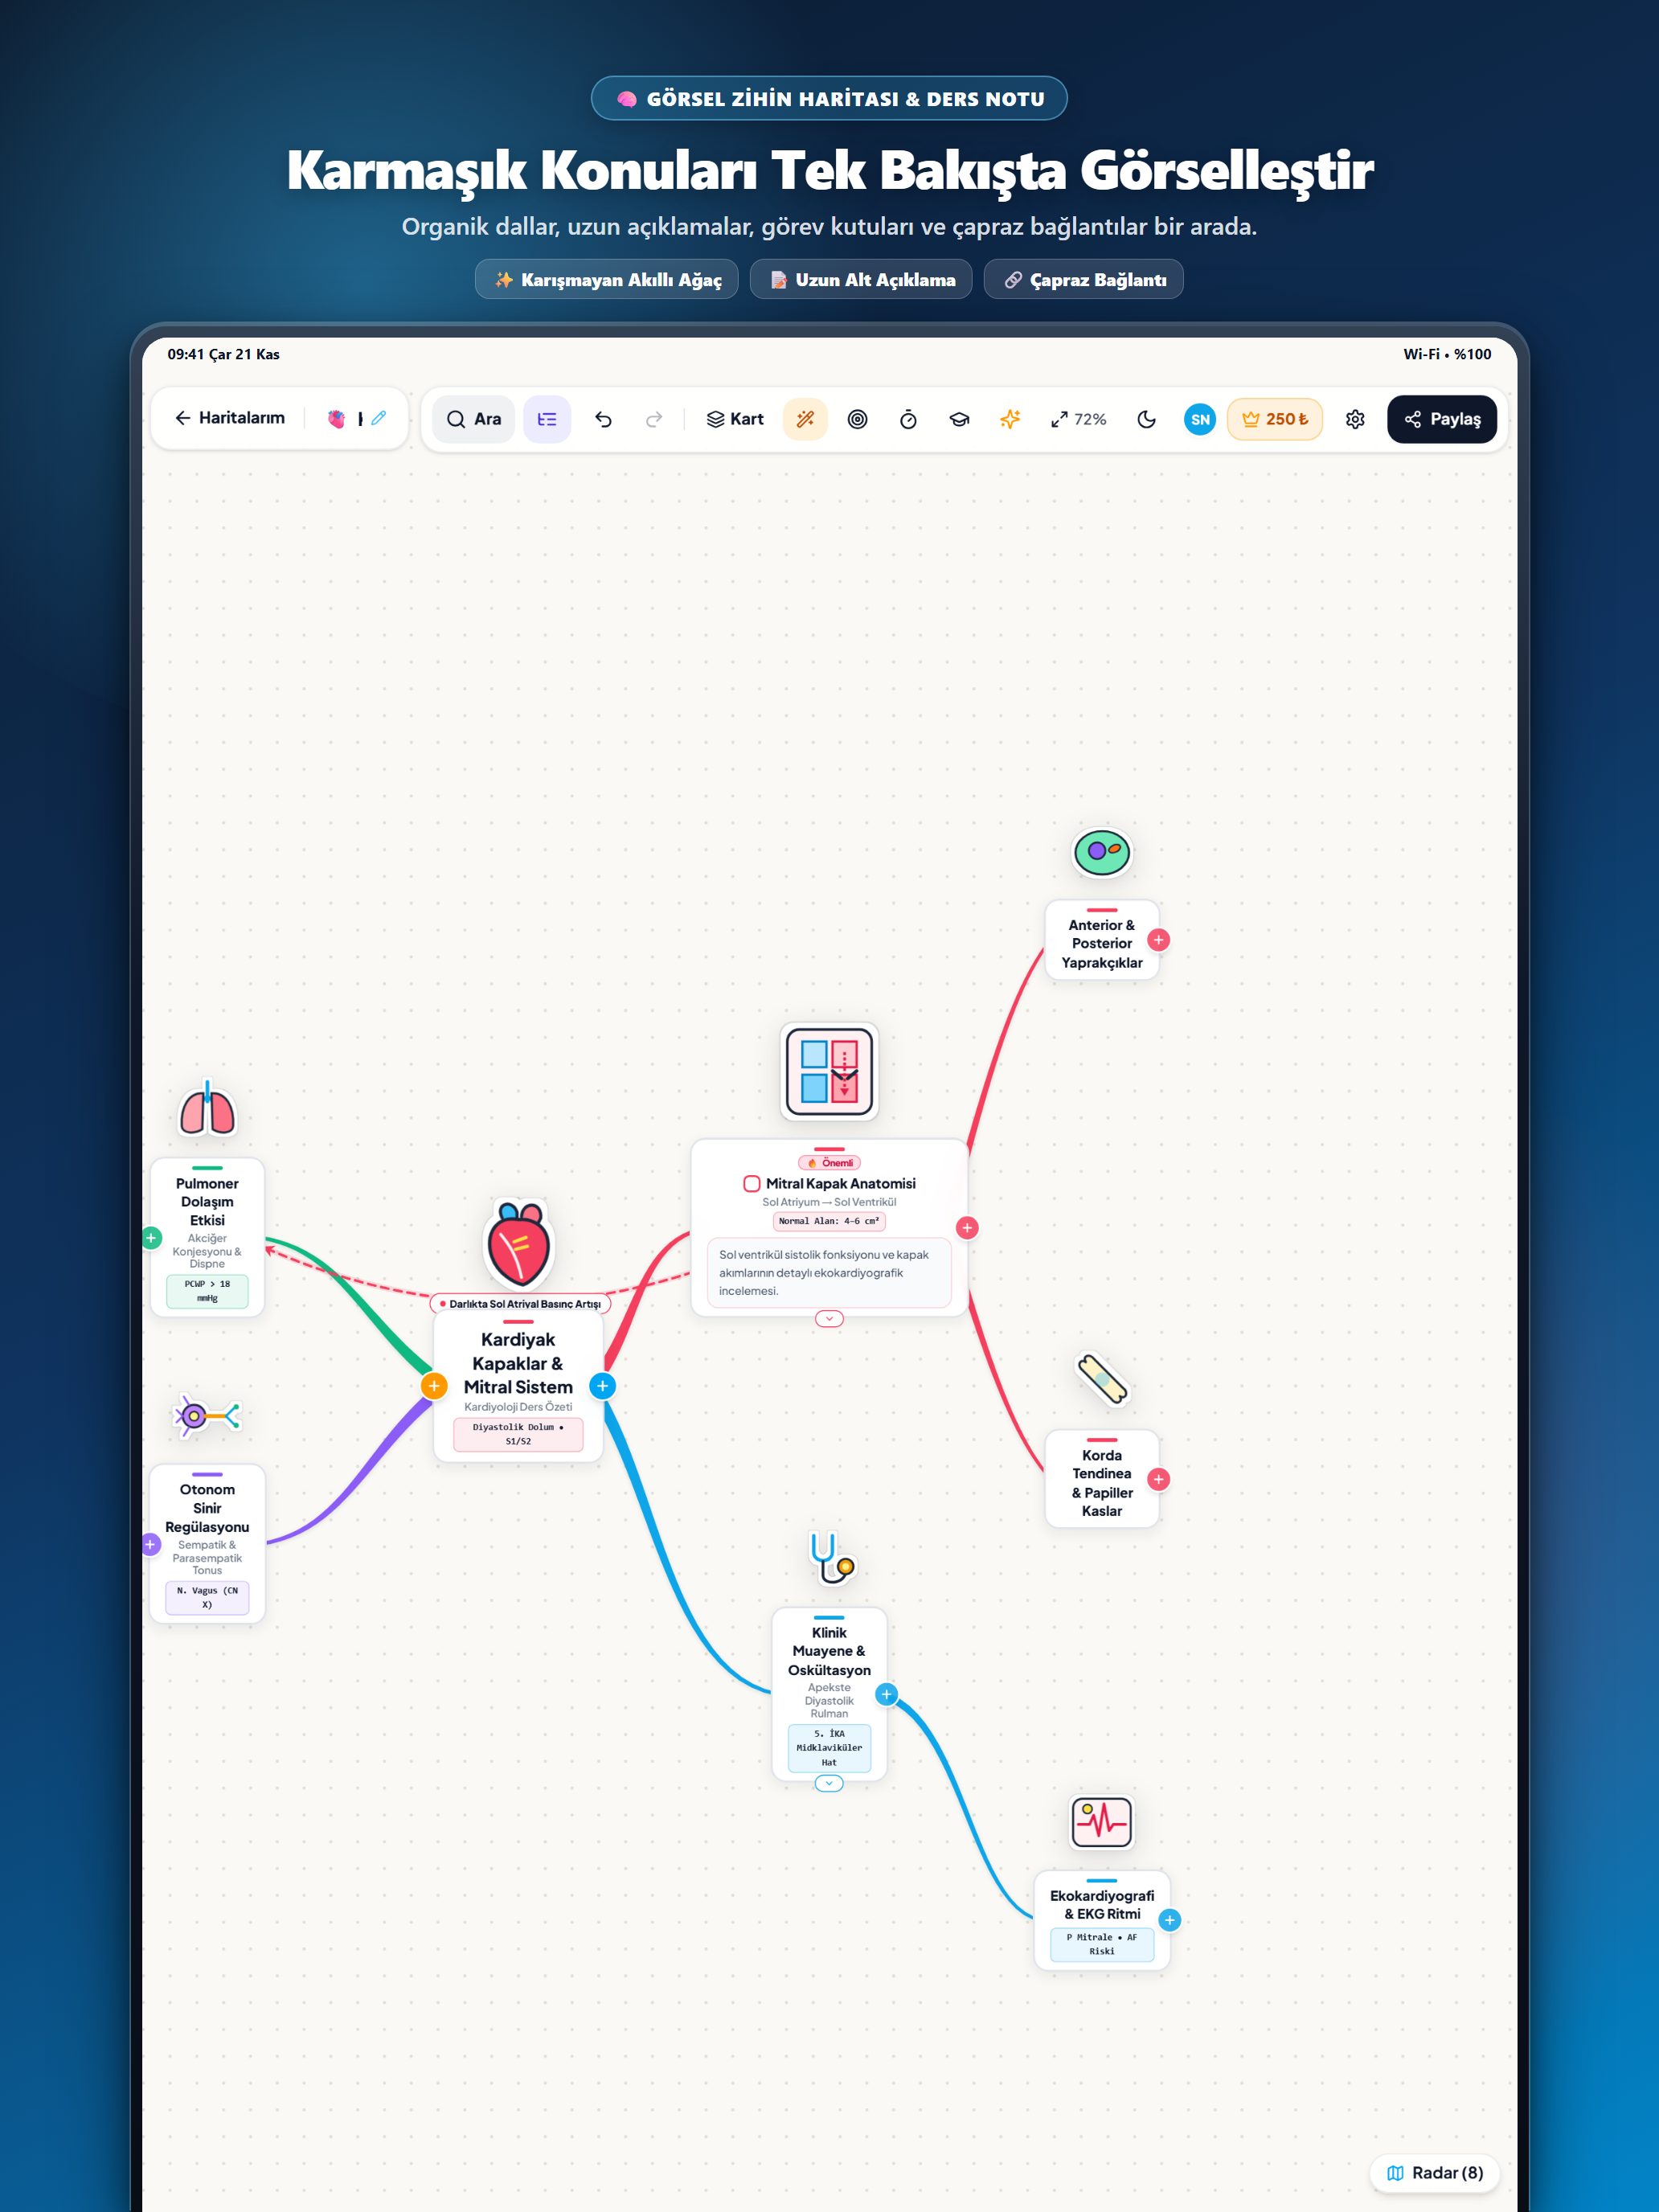 GÖRSEL ZİHİN HARİTASI & DERS NOTU
Karmaşık Konuları Tek Bakışta Görselleştir
Organik dallar, uzun açıklamalar, görev kutuları ve çapraz bağlantılar bir arada.
Karışmayan Akıllı Ağaç
Uzun Alt Açıklama
Çapraz Bağlantı
09:41 Çar 21 Kas
Wi-Fi • %100
Haritalarım
Ara
Kart
72%
SN
250 ₺
Paylaş
Anterior &
Posterior
Yaprakçıklar
Önemli
Mitral Kapak Anatomisi
Sol Atriyum → Sol Ventrikül
Normal Alan: 4–6 cm²
Sol ventrikül sistolik fonksiyonu ve kapak
akımlarının detaylı ekokardiyografik
incelemesi.
Pulmoner
Dolaşım
Etkisi
Akciğer
Konjesyonu &
Dispne
PCWP > 18
mmHg
Darlıkta Sol Atriyal Basınç Artışı
Kardiyak
Kapaklar &
Mitral Sistem
Kardiyoloji Ders Özeti
Diyastolik Dolum •
S1/S2
Otonom
Sinir
Regülasyonu
Sempatik &
Parasempatik
Tonus
N. Vagus (CN
X)
Korda
Tendinea
& Papiller
Kaslar
Klinik
Muayene &
Oskültasyon
Apekste
Diyastolik
Rulman
5. İKA
Midklaviküler
Hat
Ekokardiyografi
& EKG Ritmi
P Mitrale • AF
Riski
Radar (8)